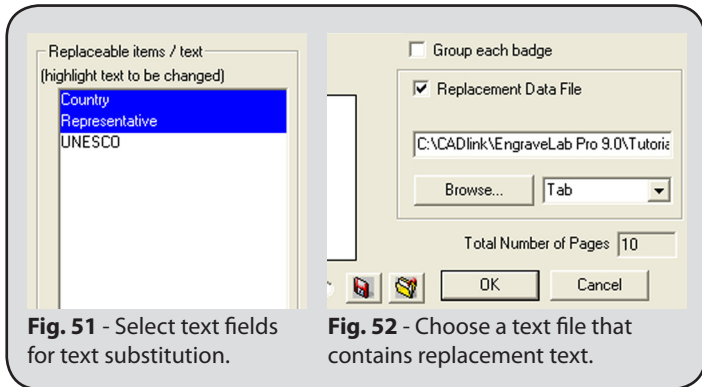 Replaceable items / text
(highlight text to be changed)
Country
Representative
UNESCO
Fig. 51 - Select text fields
for text substitution.
Group each badge
Replacement Data File
C:\CADlink\EngraveLab Pro 9.0\Tutoria
Browse...
Tab
Total Number of Pages 10
OK
Cancel
Fig. 52 - Choose a text file that
contains replacement text.